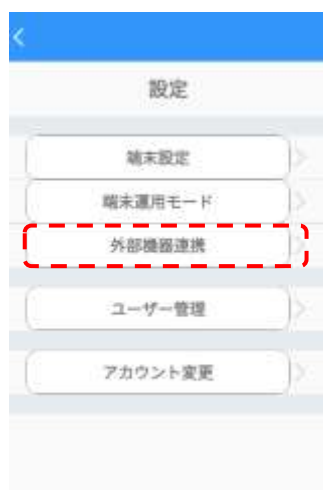 設定
端末設定
端末運用モード
外部機器連携
ユーザー管理
アカウント変更